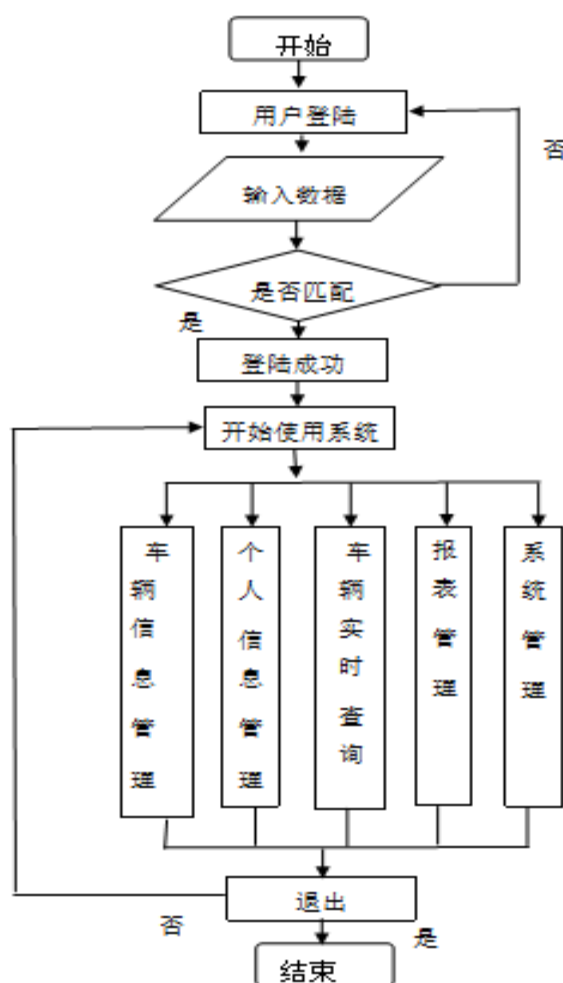 开始
用户登陆
否
输入数据
是否匹配
是
登陆成功
开始使用系统
车辆信息管理
个人信息管理
车辆实时查询
报表管理
系统管理
退出
否
是
结束